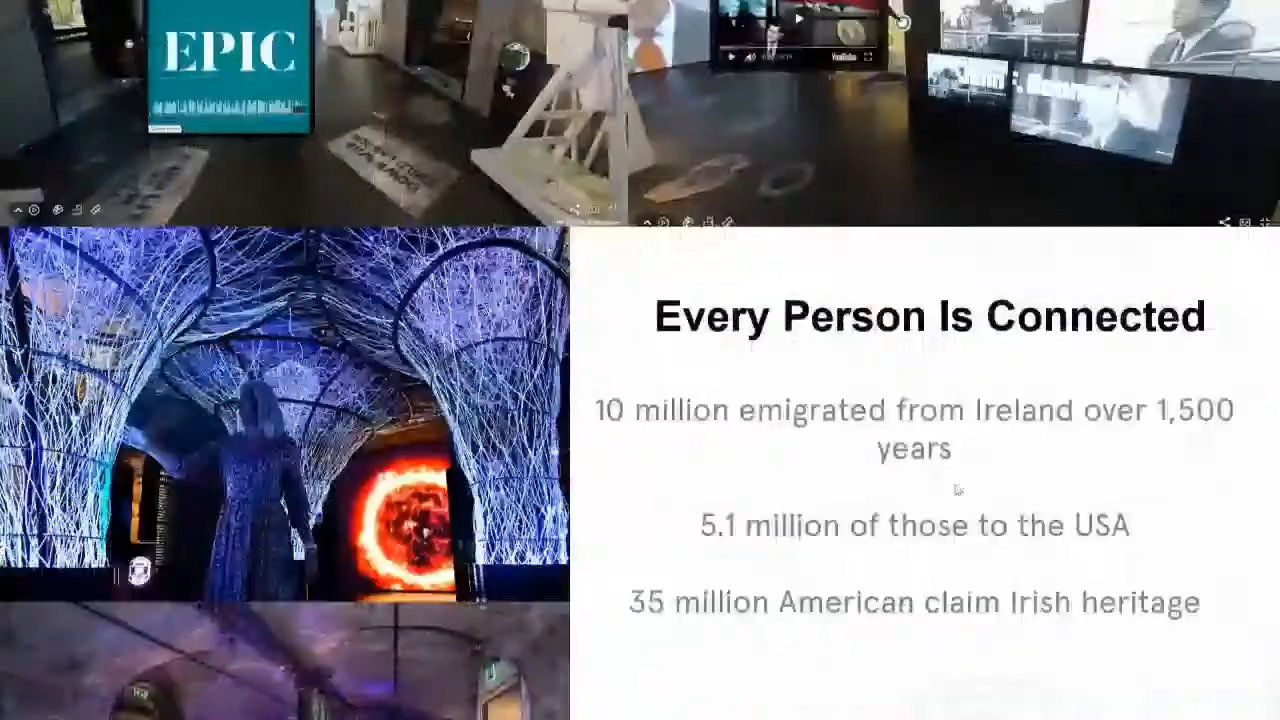 EPIC
YouTube
Every Person Is Connected
10 million emigrated from Ireland over 1,500
years
5.1 million of those to the USA
35 million American claim Irish heritage